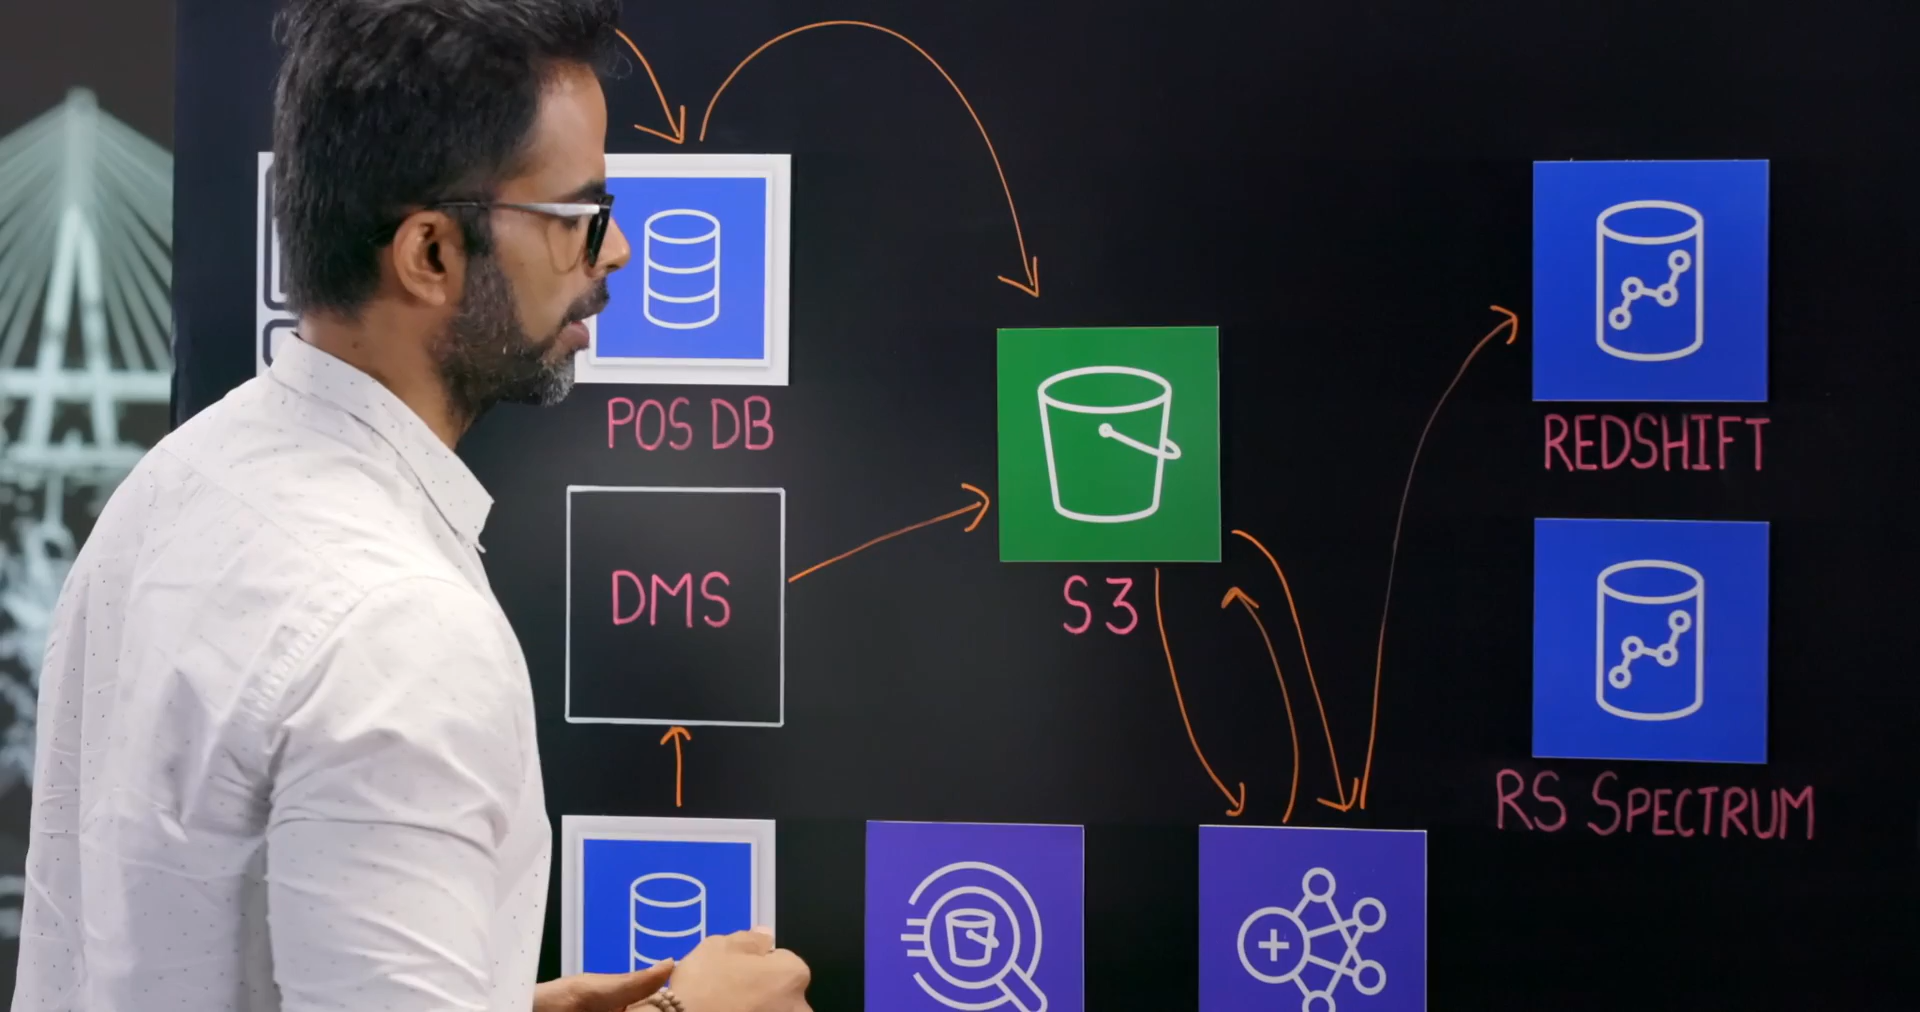 POS DB
DMS
S3
REDSHIFT
RS SPECTRUM